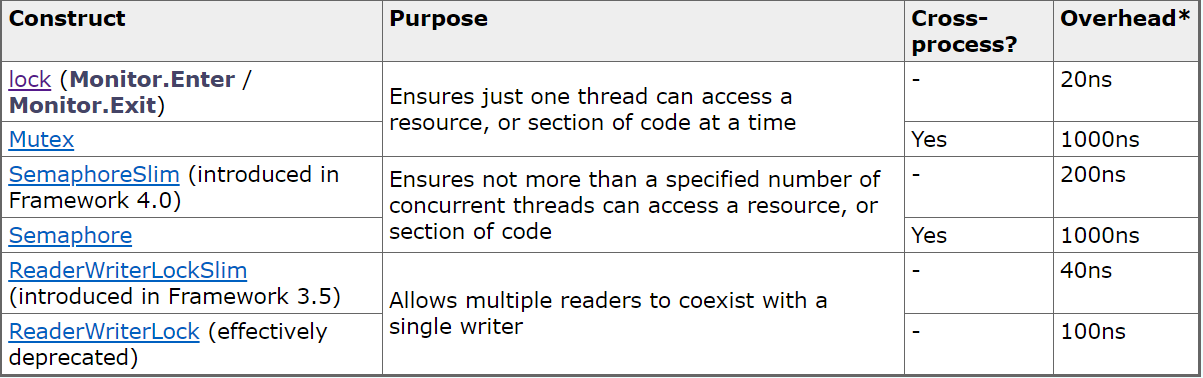 Construct
Purpose
Cross-
process?
Overhead*
lock (Monitor.Enter /
Monitor.Exit)
Ensures just one thread can access a
resource, or section of code at a time
-
20ns
Mutex
Yes
1000ns
SemaphoreSlim (introduced in
Framework 4.0)
Ensures not more than a specified number of
concurrent threads can access a resource, or
section of code
-
200ns
Semaphore
Yes
1000ns
ReaderWriterLockSlim
(introduced in Framework 3.5)
Allows multiple readers to coexist with a
single writer
-
40ns
ReaderWriterLock (effectively
deprecated)
-
100ns